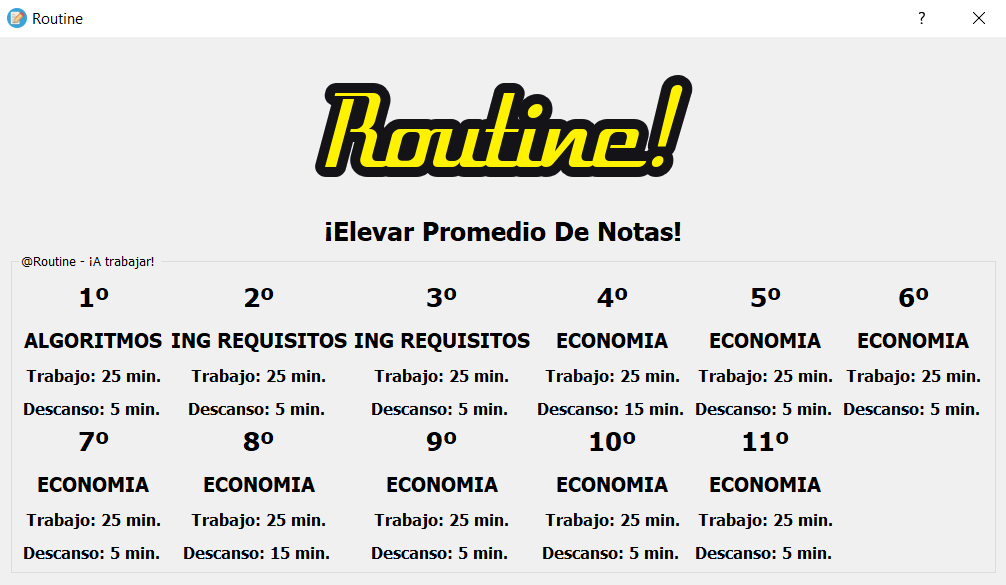 Routine
?
Routine!
¡Elevar Promedio De Notas!
@Routine - ¡A trabajar!
1º 2º 3º 4º 5º 6º
ALGORITMOS ING REQUISITOS ING REQUISITOS ECONOMIA ECONOMIA ECONOMIA
Trabajo: 25 min. Trabajo: 25 min. Trabajo: 25 min. Trabajo: 25 min. Trabajo: 25 min. Trabajo: 25 min.
Descanso: 5 min. Descanso: 5 min. Descanso: 5 min. Descanso: 15 min. Descanso: 5 min. Descanso: 5 min.
7º 8º 9º 10º 11º
ECONOMIA ECONOMIA ECONOMIA ECONOMIA ECONOMIA
Trabajo: 25 min. Trabajo: 25 min. Trabajo: 25 min. Trabajo: 25 min. Trabajo: 25 min.
Descanso: 5 min. Descanso: 15 min. Descanso: 5 min. Descanso: 5 min. Descanso: 5 min.